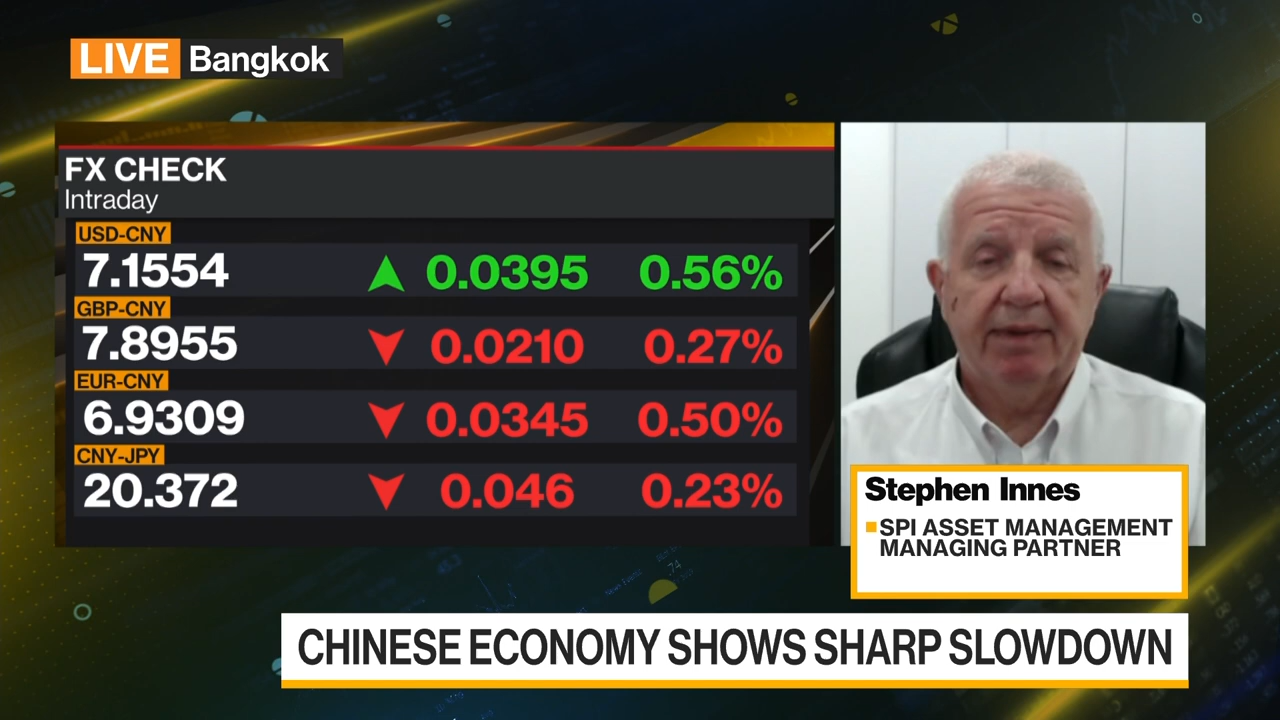 LIVE Bangkok
FX CHECK
Intraday
USD-CNY
7.1554 ▲ 0.0395 0.56%
GBP-CNY
7.8955 ▼ 0.0210 0.27%
EUR-CNY
6.9309 ▼ 0.0345 0.50%
CNY-JPY
20.372 ▼ 0.046 0.23%
Stephen Innes
SPI ASSET MANAGEMENT
MANAGING PARTNER
.74
CHINESE ECONOMY SHOWS SHARP SLOWDOWN